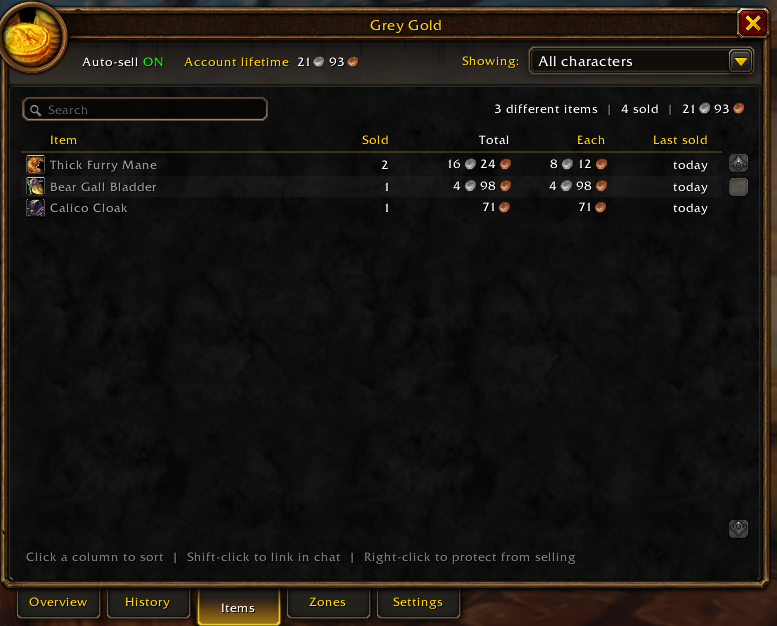 Grey Gold
Auto-sell ON Account lifetime 21 93 Showing: All characters
Search 3 different items | 4 sold | 21 93
Item Sold Total Each Last sold
Thick Furry Mane 2 16 24 8 12 today
Bear Gall Bladder 1 4 98 4 98 today
Calico Cloak 1 71 71 today
Click a column to sort | Shift-click to link in chat | Right-click to protect from selling
Overview History Items Zones Settings